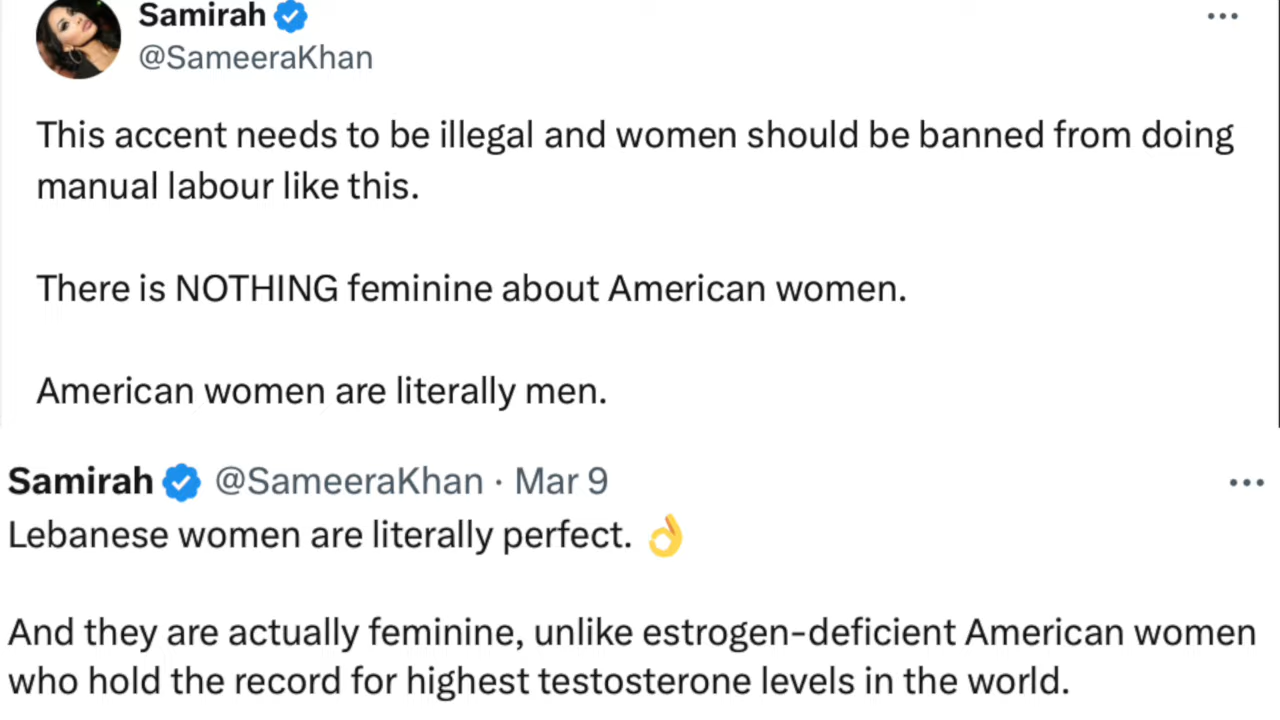 Samirah
@SameeraKhan
This accent needs to be illegal and women should be banned from doing
manual labour like this.
There is NOTHING feminine about American women.
American women are literally men.
Samirah @SameeraKhan · Mar 9
Lebanese women are literally perfect. 👌
And they are actually feminine, unlike estrogen-deficient American women
who hold the record for highest testosterone levels in the world.